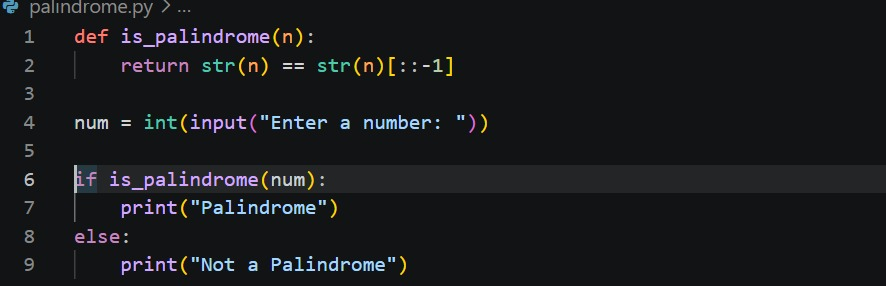 palindrome.py > ...
1 def is_palindrome(n):
2     return str(n) == str(n)[::-1]
3
4 num = int(input("Enter a number: "))
5
6 if is_palindrome(num):
7     print("Palindrome")
8 else:
9     print("Not a Palindrome")